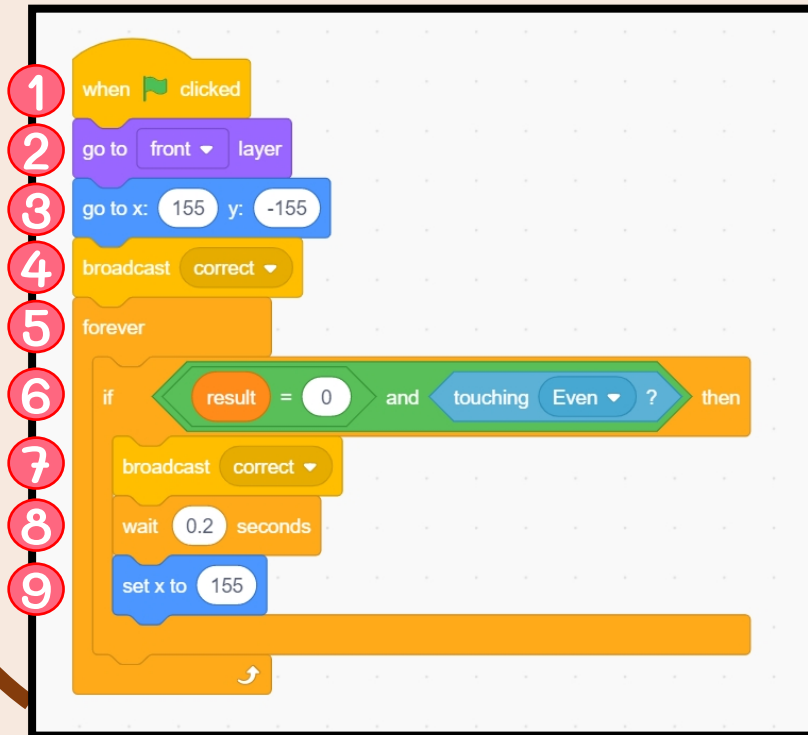 1 when clicked
2 go to front layer
3 go to x: 155 y: -155
4 broadcast correct
5 forever
6 if result = 0 and touching Even ? then
7 broadcast correct
8 wait 0.2 seconds
9 set x to 155